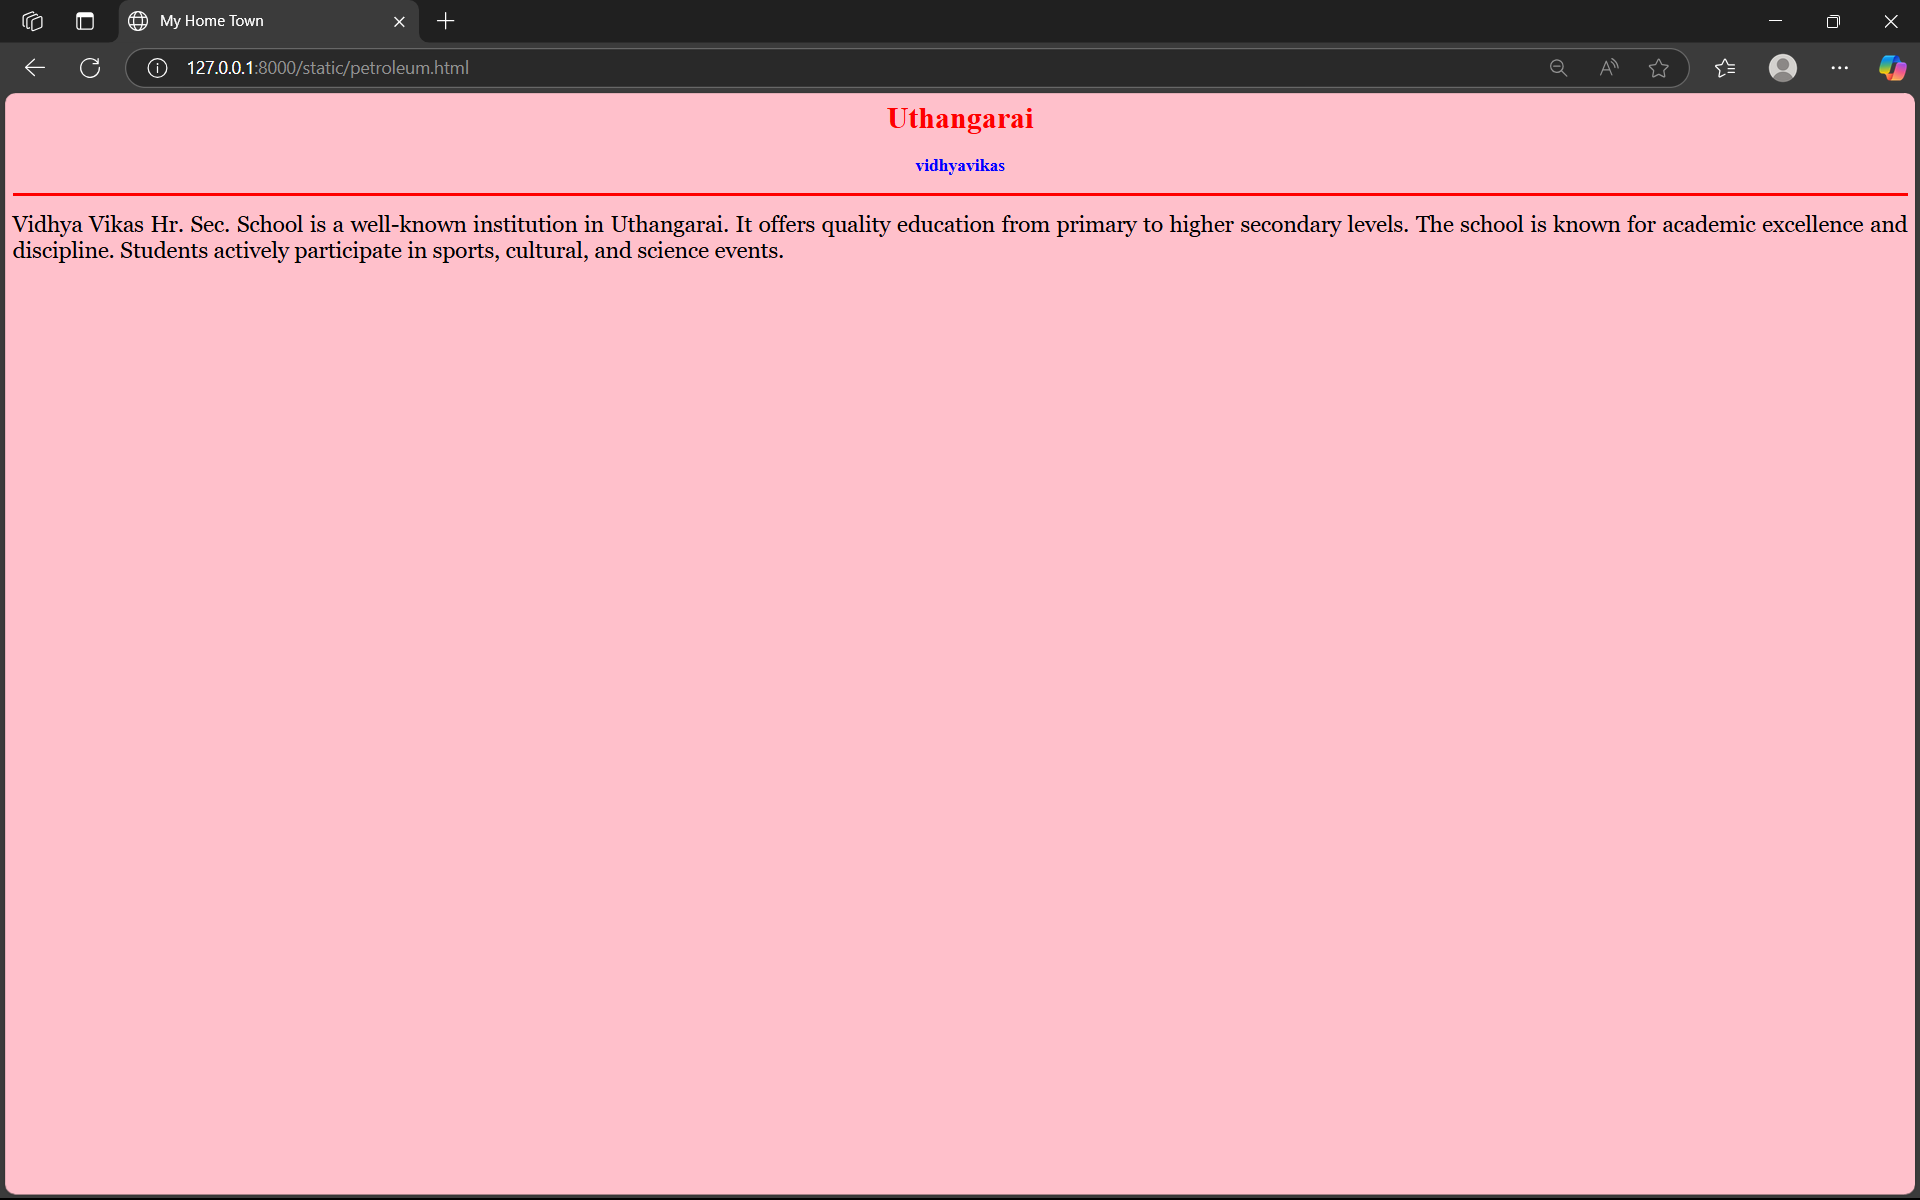 My Home Town
127.0.0.1:8000/static/petroleum.html
Uthangarai
vidhyavikas
Vidhya Vikas Hr. Sec. School is a well-known institution in Uthangarai. It offers quality education from primary to higher secondary levels. The school is known for academic excellence and
discipline. Students actively participate in sports, cultural, and science events.